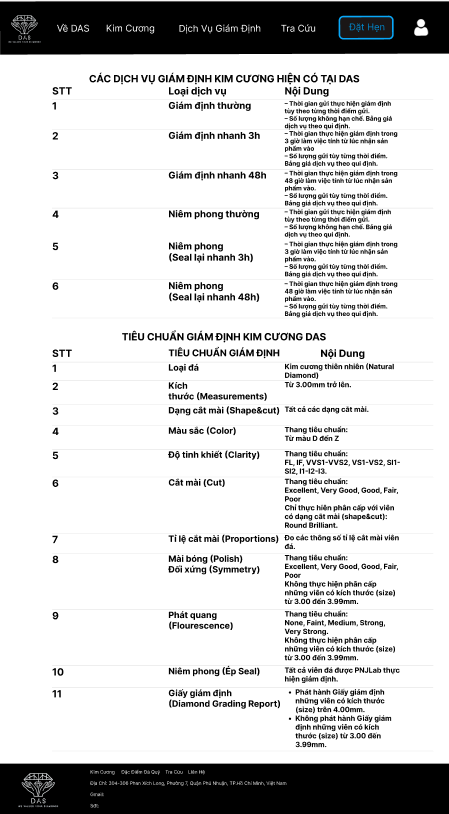 DAS
Về DAS
Kim Cương
Dịch Vụ Giám Định
Tra Cứu
Đặt Hẹn
CÁC DỊCH VỤ GIÁM ĐỊNH KIM CƯƠNG HIỆN CÓ TẠI DAS
STT Loại dịch vụ Nội Dung
1 Giám định thường – Thời gian gửi thực hiện giám định
tùy theo từng thời điểm gửi.
– Số lượng không hạn chế. Bảng giá
dịch vụ theo qui định.
2 Giám định nhanh 3h – Thời gian thực hiện giám định trong
3 giờ làm việc tính từ lúc nhận sản
phẩm vào
– Số lượng gửi tùy từng thời điểm.
Bảng giá dịch vụ theo qui định.
3 Giám định nhanh 48h – Thời gian thực hiện giám định trong
48 giờ làm việc tính từ lúc nhận sản
phẩm vào.
– Số lượng gửi tùy từng thời điểm.
Bảng giá dịch vụ theo qui định.
4 Niêm phong thường – Thời gian gửi thực hiện giám định
tùy theo từng thời điểm gửi.
– Số lượng không hạn chế. Bảng giá
dịch vụ theo qui định.
5 Niêm phong – Thời gian thực hiện giám định trong
(Seal lại nhanh 3h) 3 giờ làm việc tính từ lúc nhận sản
phẩm vào.
– Số lượng gửi tùy từng thời điểm.
Bảng giá dịch vụ theo qui định.
6 Niêm phong – Thời gian thực hiện giám định trong
(Seal lại nhanh 48h) 48 giờ làm việc tính từ lúc nhận sản
phẩm vào.
– Số lượng gửi tùy từng thời điểm.
Bảng giá dịch vụ theo qui định.
TIÊU CHUẨN GIÁM ĐỊNH KIM CƯƠNG DAS
STT TIÊU CHUẨN GIÁM ĐỊNH Nội Dung
1 Loại đá Kim cương thiên nhiên (Natural
Diamond)
2 Kích Từ 3.00mm trở lên.
thước (Measurements)
3 Dạng cắt mài (Shape&cut) Tất cả các dạng cắt mài.
4 Màu sắc (Color) Thang tiêu chuẩn:
Từ màu D đến Z
5 Độ tinh khiết (Clarity) Thang tiêu chuẩn:
FL, IF, VVS1-VVS2, VS1-VS2, SI1-
SI2, I1-I2-I3.
6 Cắt mài (Cut) Thang tiêu chuẩn:
Excellent, Very Good, Good, Fair,
Poor
Chỉ thực hiện phân cấp với viên
có dạng cắt mài (shape&cut):
Round Brilliant.
7 Tỉ lệ cắt mài (Proportions) Đo các thông số tỉ lệ cắt mài viên
đá.
8 Mài bóng (Polish) Thang tiêu chuẩn:
Đối xứng (Symmetry) Excellent, Very Good, Good, Fair,
Poor
Không thực hiện phân cấp
những viên có kích thước (size)
từ 3.00 đến 3.99mm.
9 Phát quang Thang tiêu chuẩn:
(Flourescence) None, Faint, Medium, Strong,
Very Strong.
Không thực hiện phân cấp
những viên có kích thước (size)
từ 3.00 đến 3.99mm.
10 Niêm phong (Ép Seal) Tất cả viên đá được PNJLab thực
hiện giám định.
11 Giấy giám định • Phát hành Giấy giám định
(Diamond Grading Report) những viên có kích thước
(size) trên 4.00mm.
• Không phát hành Giấy giám
định những viên có kích
thước (size) từ 3.00 đến
3.99mm.
DAS
Kim Cương Đặc Điểm Đá Quý Tra Cứu Liên Hệ
Địa Chỉ: 304-308 Phan Xích Long, Phường 7, Quận Phú Nhuận, TP.Hồ Chí Minh, Việt Nam
Gmail:
Sdt: